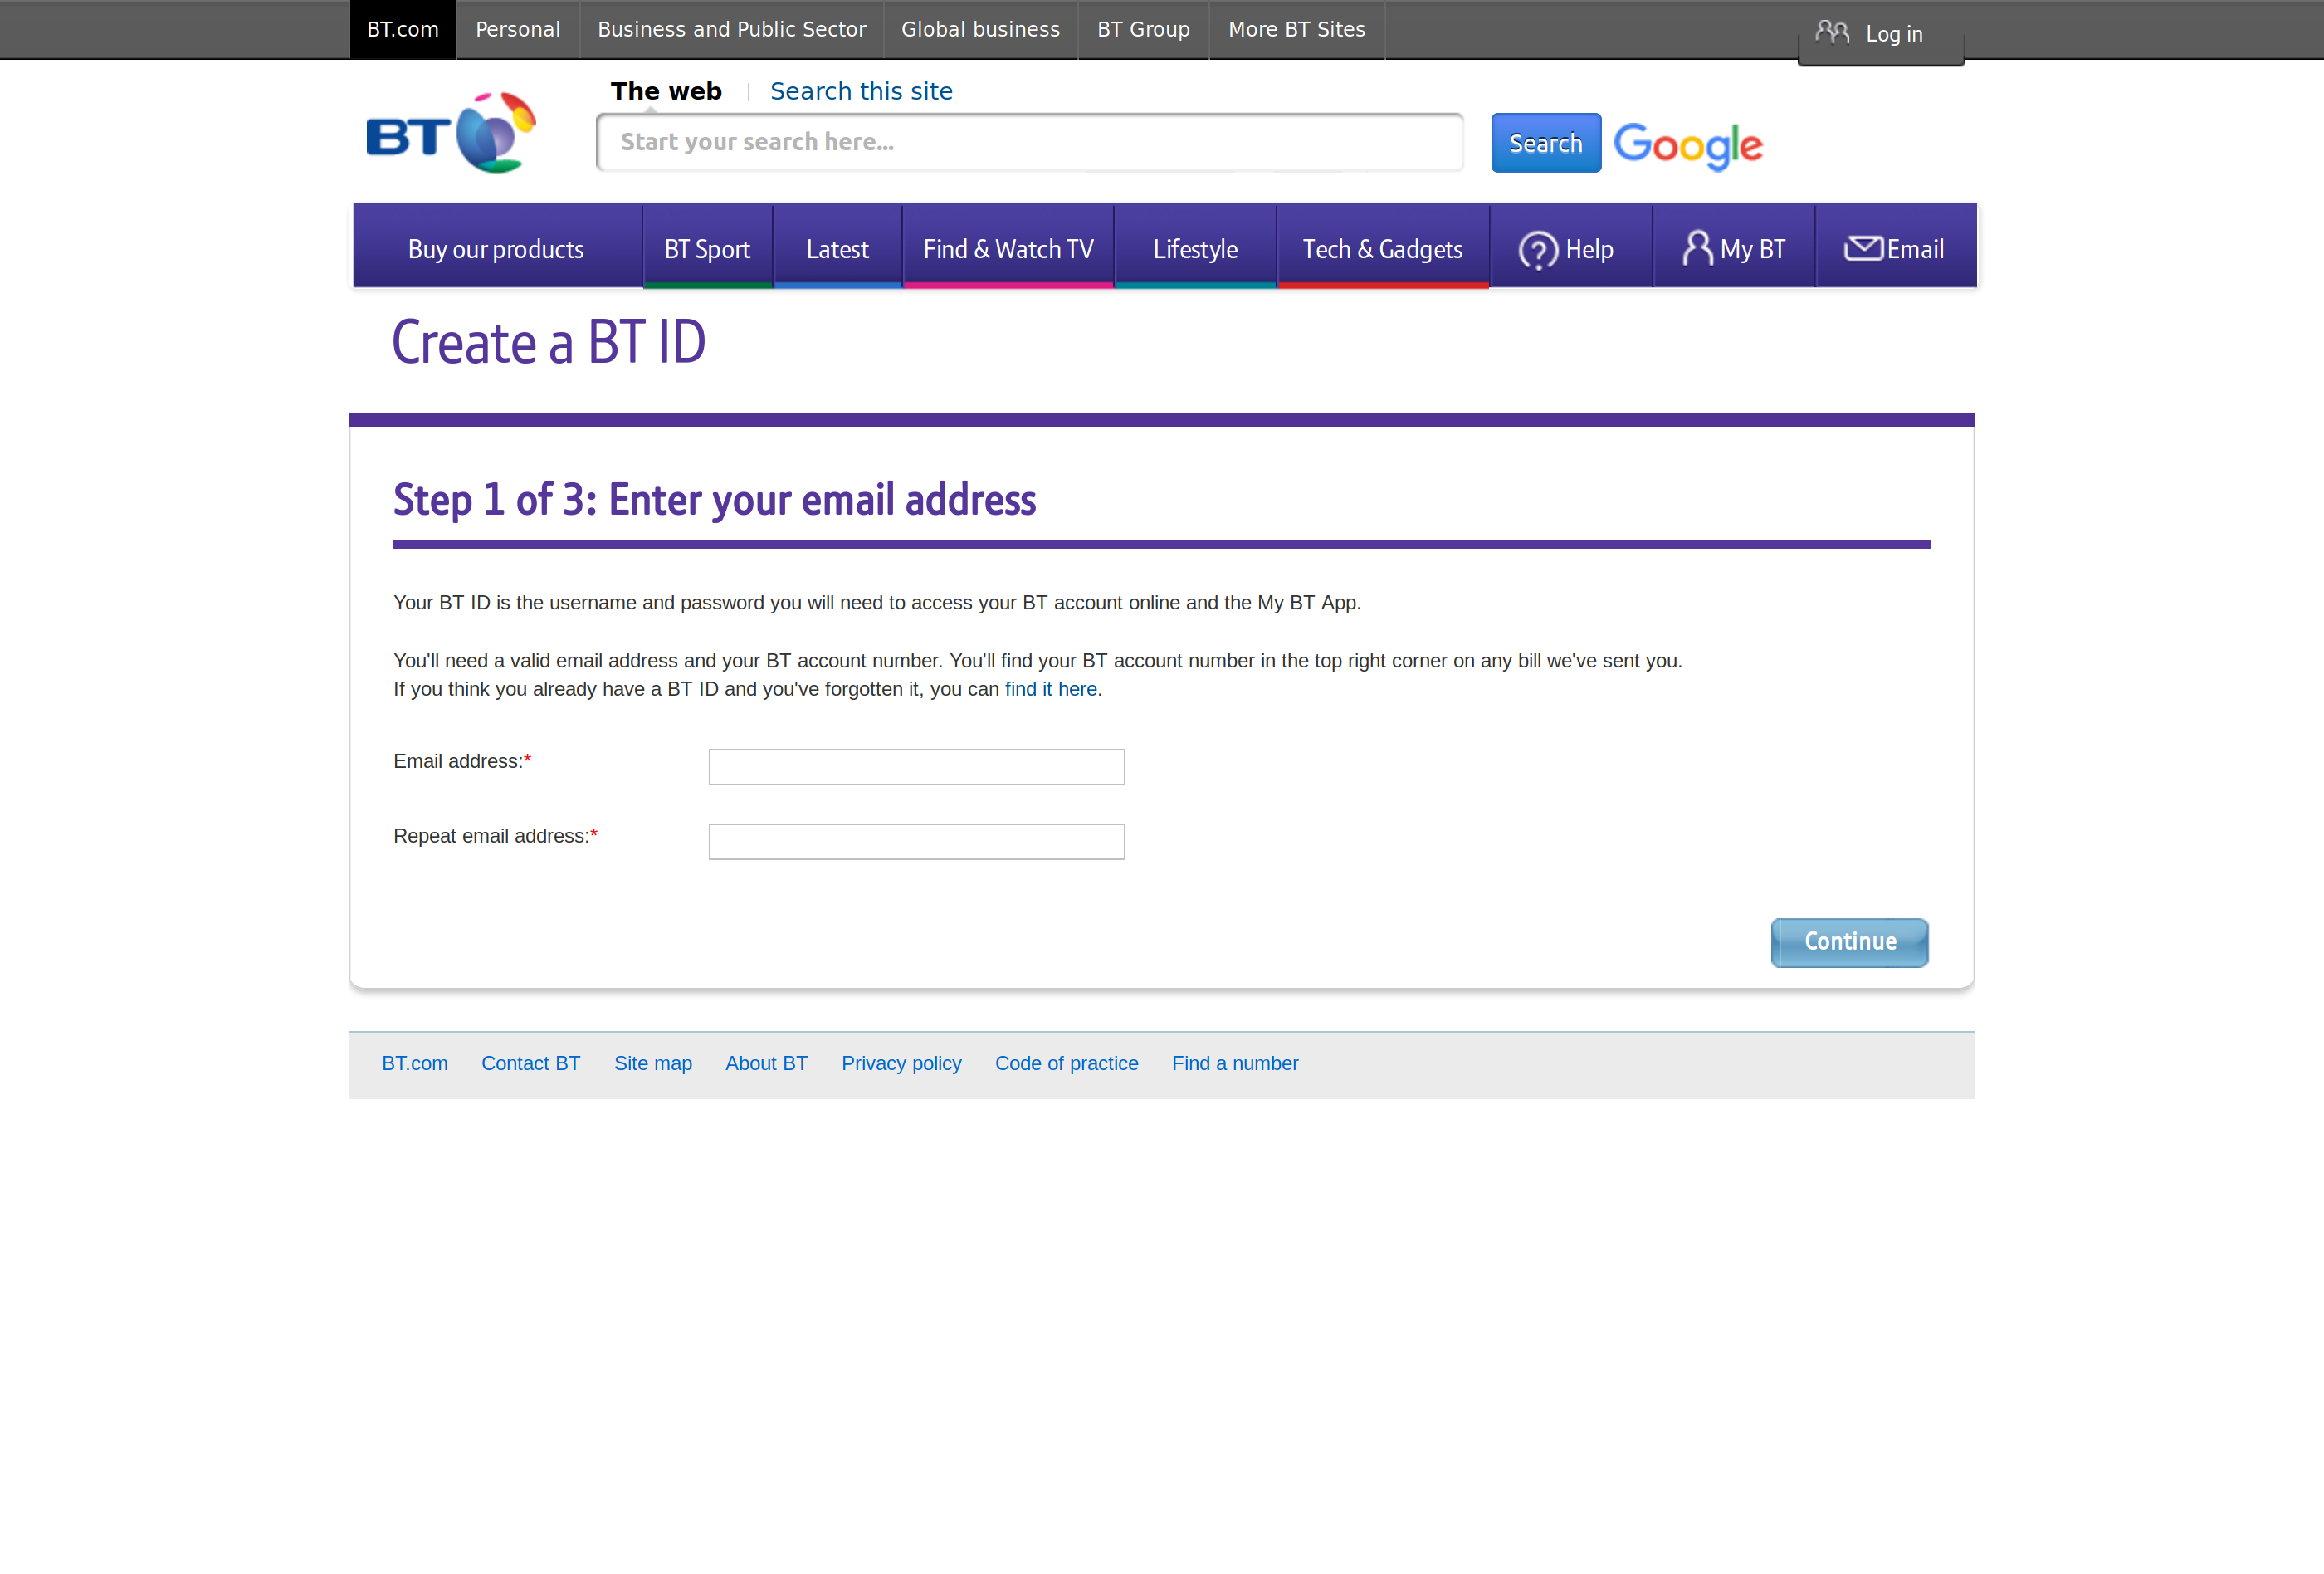 BT.com Personal Business and Public Sector Global business BT Group More BT Sites Log in
The web | Search this site
BT Start your search here... Search Google
Buy our products BT Sport Latest Find & Watch TV Lifestyle Tech & Gadgets Help My BT Email
Create a BT ID
Step 1 of 3: Enter your email address
Your BT ID is the username and password you will need to access your BT account online and the My BT App.
You'll need a valid email address and your BT account number. You'll find your BT account number in the top right corner on any bill we've sent you.
If you think you already have a BT ID and you've forgotten it, you can find it here.
Email address:*
Repeat email address:*
Continue
BT.com Contact BT Site map About BT Privacy policy Code of practice Find a number